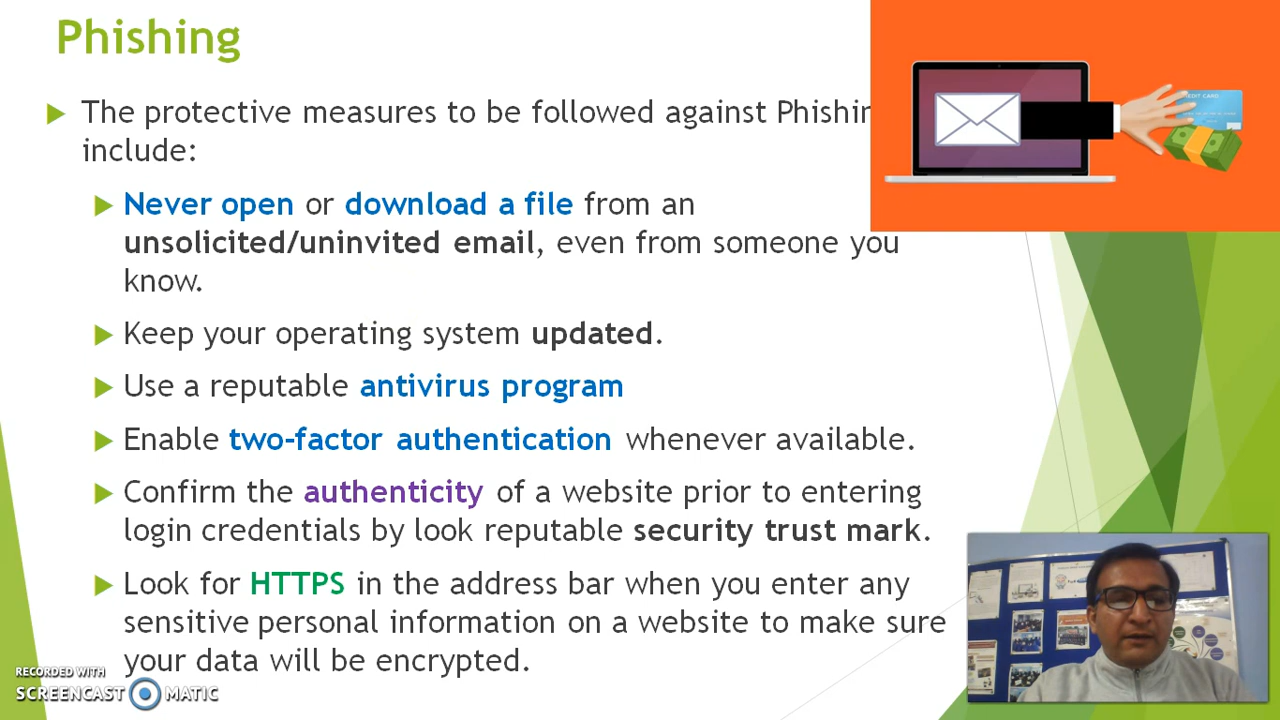 Phishing
The protective measures to be followed against Phishin
include:
Never open or download a file from an
unsolicited/uninvited email, even from someone you
know.
Keep your operating system updated.
Use a reputable antivirus program
Enable two-factor authentication whenever available.
Confirm the authenticity of a website prior to entering
login credentials by look reputable security trust mark.
Look for HTTPS in the address bar when you enter any
sensitive personal information on a website to make sure
your data will be encrypted.
RECORDED WITH
SCREENCAST MATIC